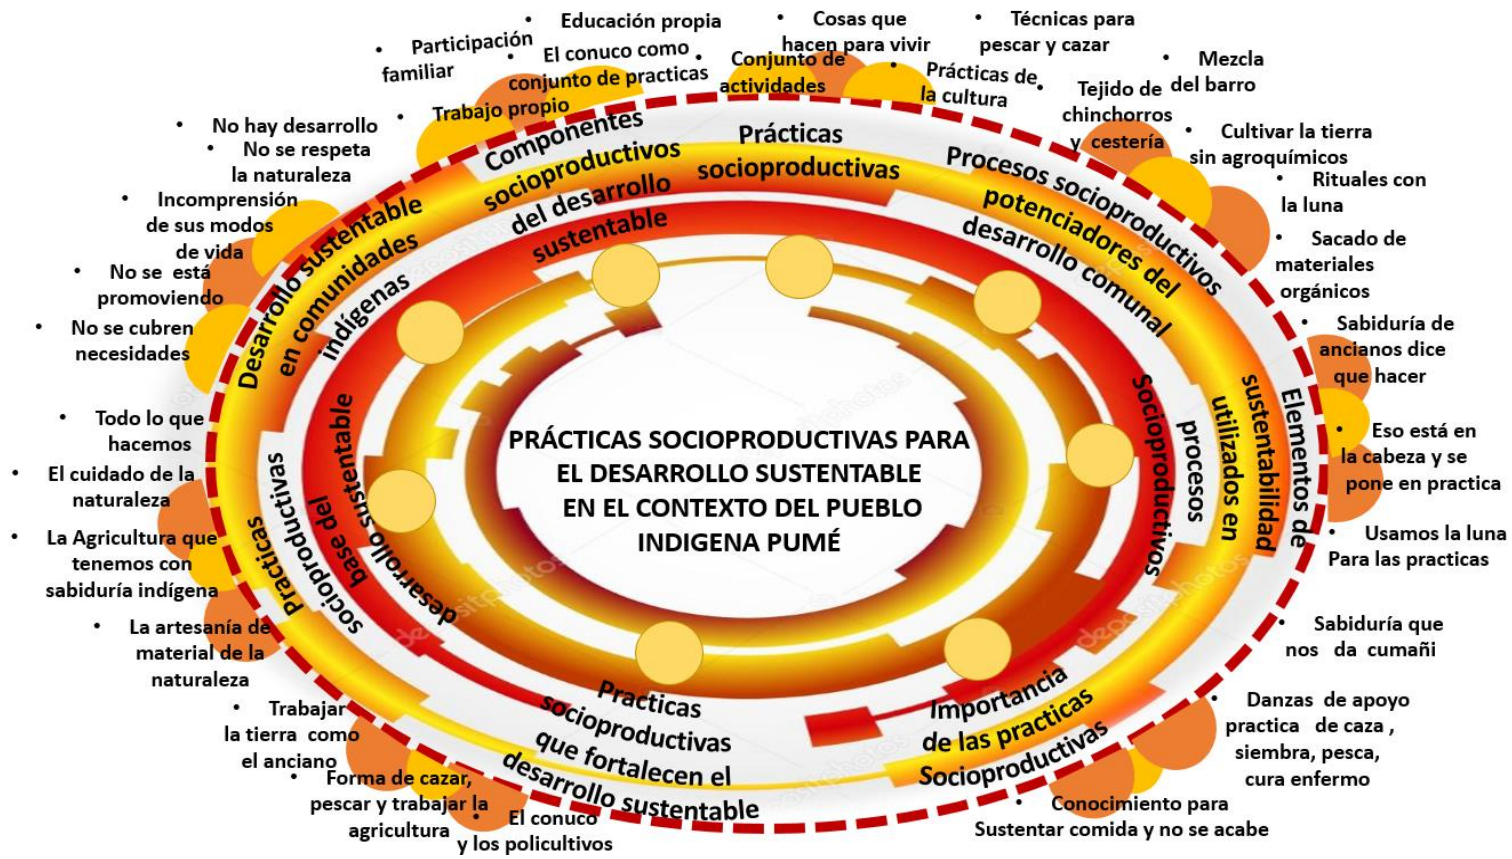 • Educación propia
• Participación
familiar
• El conuco como
conjunto de practicas
• Trabajo propio
• Cosas que
hacen para vivir
• Conjunto de
actividades
• Prácticas de
la cultura
• Técnicas para
pescar y cazar
• Mezcla
del barro
• Tejido de
chinchorros
y cestería
• Cultivar la tierra
sin agroquímicos
• Rituales con
la luna
• Sacado de
materiales
orgánicos
• Sabiduría de
ancianos dice
que hacer
• Eso está en
la cabeza y se
pone en practica
• Usamos la luna
Para las practicas
• Sabiduría que
nos da cumañi
• Danzas de apoyo
practica de caza ,
siembra, pesca,
cura enfermo
• Conocimiento para
Sustentar comida y no se acabe
• No hay desarrollo
• No se respeta
la naturaleza
• Incomprensión
de sus modos
de vida
• No se está
promoviendo
• No se cubren
necesidades
• Todo lo que
hacemos
• El cuidado de la
naturaleza
• La Agricultura que
tenemos con
sabiduría indígena
• La artesanía de
material de la
naturaleza
• Trabajar
la tierra como
el anciano
• Forma de cazar,
pescar y trabajar la
agricultura
• El conuco
y los policultivos
Componentes
socioproductivos
del desarrollo
sustentable
Prácticas
socioproductivas
Procesos socioproductivos
potenciadores del
desarrollo comunal
Elementos de
sustentabilidad
utilizados en
procesos
Socioproductivos
Importancia
de las practicas
Socioproductivas
Practicas
socioproductivas
que fortalecen el
desarrollo sustentable
Practicas
socioproductivas
base del
desarrollo sustentable
Desarrollo sustentable
en comunidades
indígenas
PRÁCTICAS SOCIOPRODUCTIVAS PARA
EL DESARROLLO SUSTENTABLE
EN EL CONTEXTO DEL PUEBLO
INDIGENA PUMÉ
depositphotos